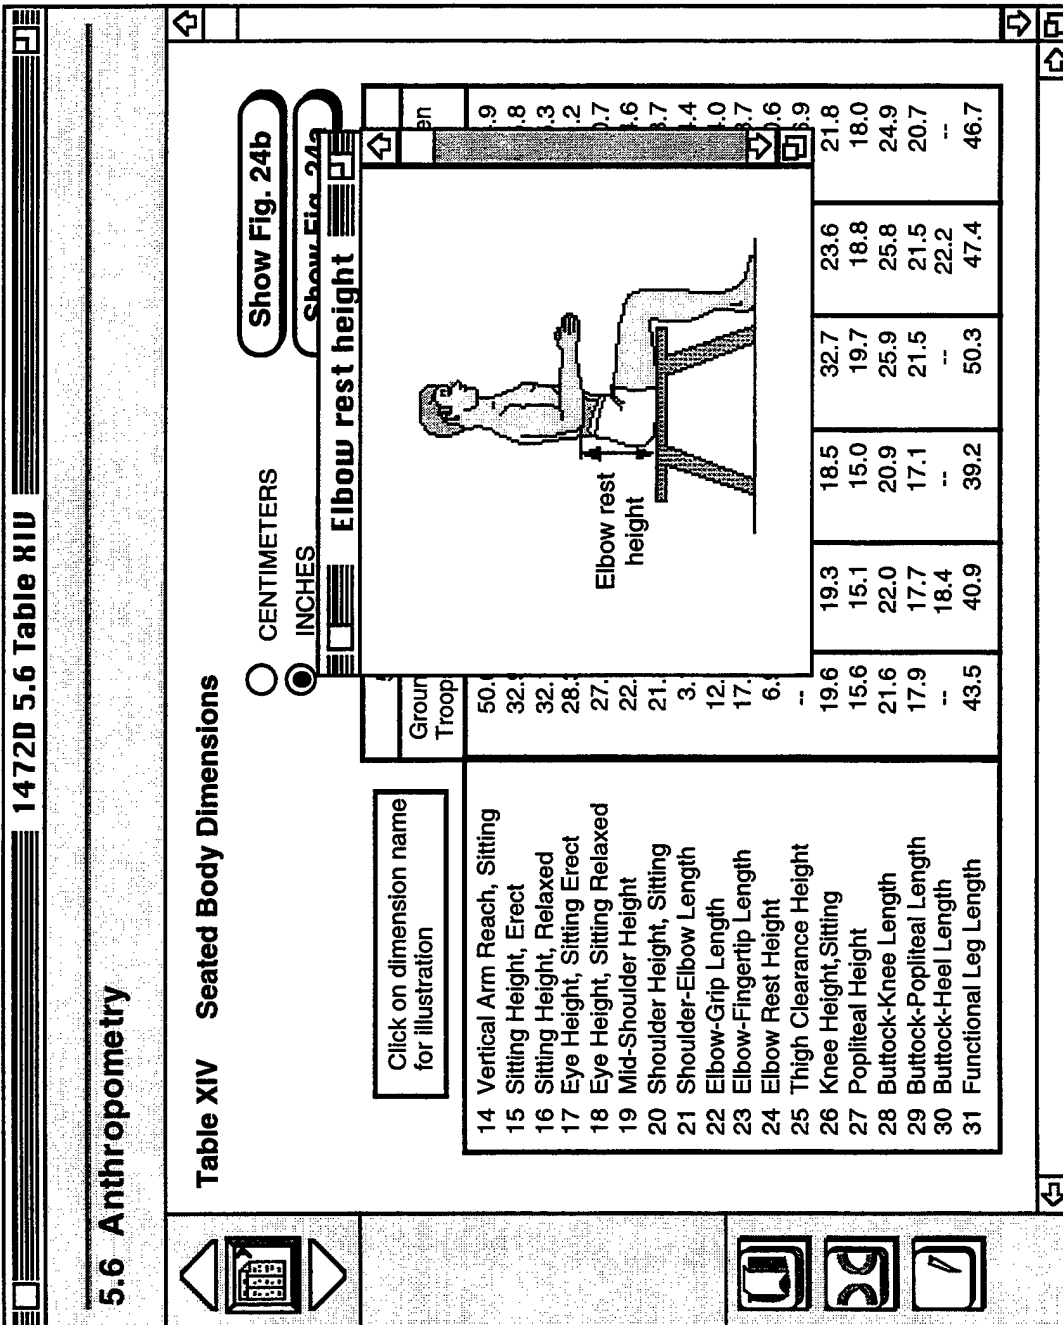 1472D 5.6 Table XIV
5.6 Anthropometry
Table XIV Seated Body Dimensions
CENTIMETERS
INCHES
Show Fig. 24b
Show Fig. 24a
Click on dimension name
for illustration
Elbow rest height
Elbow rest
height
14 Vertical Arm Reach, Sitting
15 Sitting Height, Erect
16 Sitting Height, Relaxed
17 Eye Height, Sitting Erect
18 Eye Height, Sitting Relaxed
19 Mid-Shoulder Height
20 Shoulder Height, Sitting
21 Shoulder-Elbow Length
22 Elbow-Grip Length
23 Elbow-Fingertip Length
24 Elbow Rest Height
25 Thigh Clearance Height --
26 Knee Height,Sitting 19.6 19.3 18.5 32.7 23.6 21.8
27 Popliteal Height 15.6 15.1 15.0 19.7 18.8 18.0
28 Buttock-Knee Length 21.6 22.0 20.9 25.9 25.8 24.9
29 Buttock-Popliteal Length 17.9 17.7 17.1 21.5 21.5 20.7
30 Buttock-Heel Length -- 18.4 -- -- 22.2 --
31 Functional Leg Length 43.5 40.9 39.2 50.3 47.4 46.7